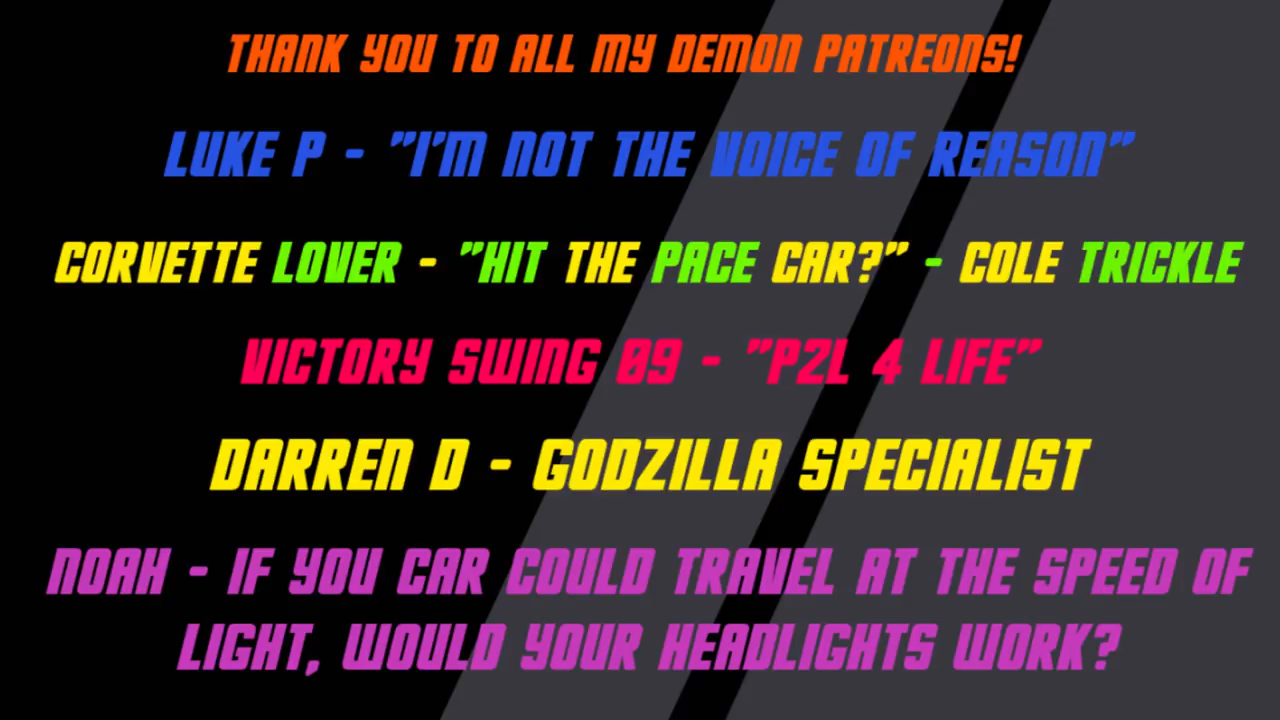 THANK YOU TO ALL MY DEMON PATREONS!
LUKE P - "I'M NOT THE VOICE OF REASON"
CORVETTE LOVER - "HIT THE PACE CAR?" - COLE TRICKLE
VICTORY SWING 09 - "P2L 4 LIFE"
DARREN D - GODZILLA SPECIALIST
NOAH - IF YOU CAR COULD TRAVEL AT THE SPEED OF
LIGHT, WOULD YOUR HEADLIGHTS WORK?